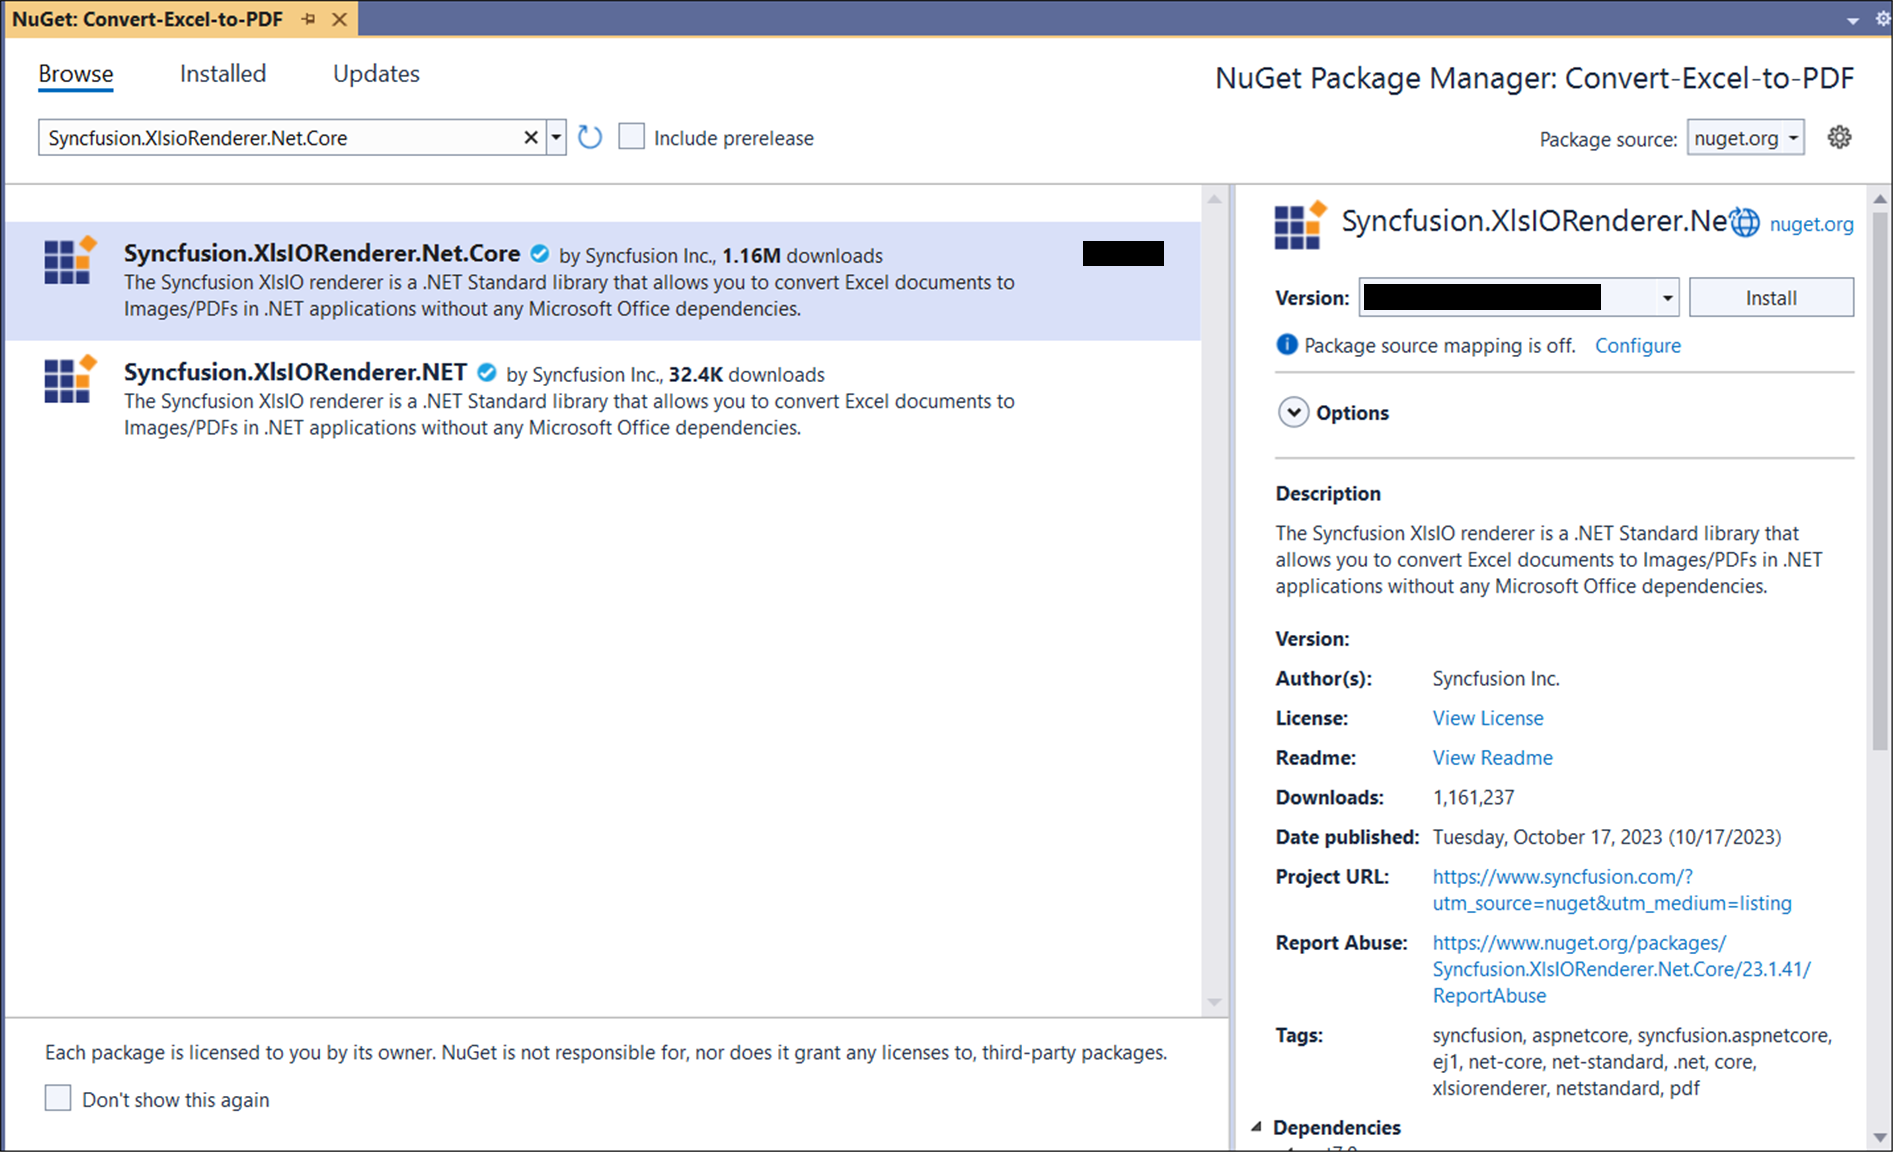 NuGet: Convert-Excel-to-PDF
Browse Installed Updates
NuGet Package Manager: Convert-Excel-to-PDF
Syncfusion.XlsioRenderer.Net.Core
Include prerelease
Package source: nuget.org
Syncfusion.XlsIORenderer.Net.Core by Syncfusion Inc., 1.16M downloads
The Syncfusion XlsIO renderer is a .NET Standard library that allows you to convert Excel documents to
Images/PDFs in .NET applications without any Microsoft Office dependencies.
Syncfusion.XlsIORenderer.NET by Syncfusion Inc., 32.4K downloads
The Syncfusion XlsIO renderer is a .NET Standard library that allows you to convert Excel documents to
Images/PDFs in .NET applications without any Microsoft Office dependencies.
Each package is licensed to you by its owner. NuGet is not responsible for, nor does it grant any licenses to, third-party packages.
Don't show this again
Syncfusion.XlsIORenderer.Ne nuget.org
Version: Install
Package source mapping is off. Configure
Options
Description
The Syncfusion XlsIO renderer is a .NET Standard library that
allows you to convert Excel documents to Images/PDFs in .NET
applications without any Microsoft Office dependencies.
Version:
Author(s): Syncfusion Inc.
License: View License
Readme: View Readme
Downloads: 1,161,237
Date published: Tuesday, October 17, 2023 (10/17/2023)
Project URL: https://www.syncfusion.com/?
utm_source=nuget&utm_medium=listing
Report Abuse: https://www.nuget.org/packages/
Syncfusion.XlsIORenderer.Net.Core/23.1.41/
ReportAbuse
Tags: syncfusion, aspnetcore, syncfusion.aspnetcore,
ej1, net-core, net-standard, .net, core,
xlsiorenderer, netstandard, pdf
Dependencies